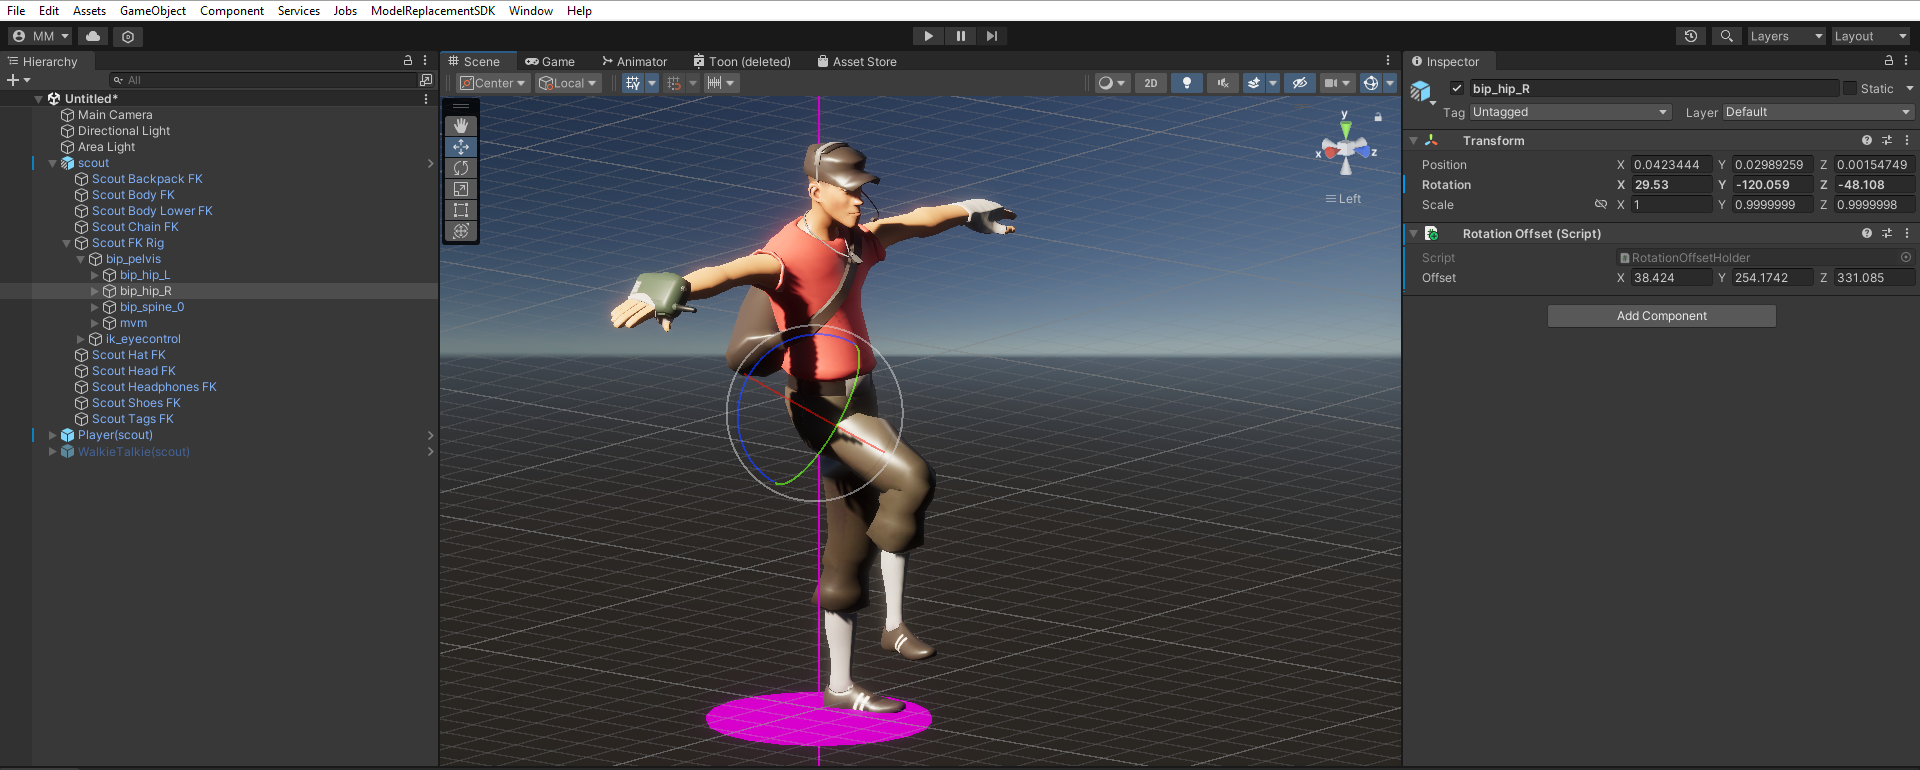 File Edit Assets GameObject Component Services Jobs ModelReplacementSDK Window Help
MM Layers Layout
Hierarchy
All
Untitled*
Main Camera
Directional Light
Area Light
scout
Scout Backpack FK
Scout Body FK
Scout Body Lower FK
Scout Chain FK
Scout FK Rig
bip_pelvis
bip_hip_L
bip_hip_R
bip_spine_0
mvm
ik_eyecontrol
Scout Hat FK
Scout Head FK
Scout Headphones FK
Scout Shoes FK
Scout Tags FK
Player(scout)
WalkieTalkie(scout)
Scene Game Animator Toon (deleted) Asset Store
Center Local 2D
y
x z
Left
Inspector
bip_hip_R Static
Tag Untagged Layer Default
Transform
Position X 0.0423444 Y 0.02989259 Z 0.00154749
Rotation X 29.53 Y -120.059 Z -48.108
Scale X 1 Y 0.9999999 Z 0.9999998
Rotation Offset (Script)
Script RotationOffsetHolder
Offset X 38.424 Y 254.1742 Z 331.085
Add Component